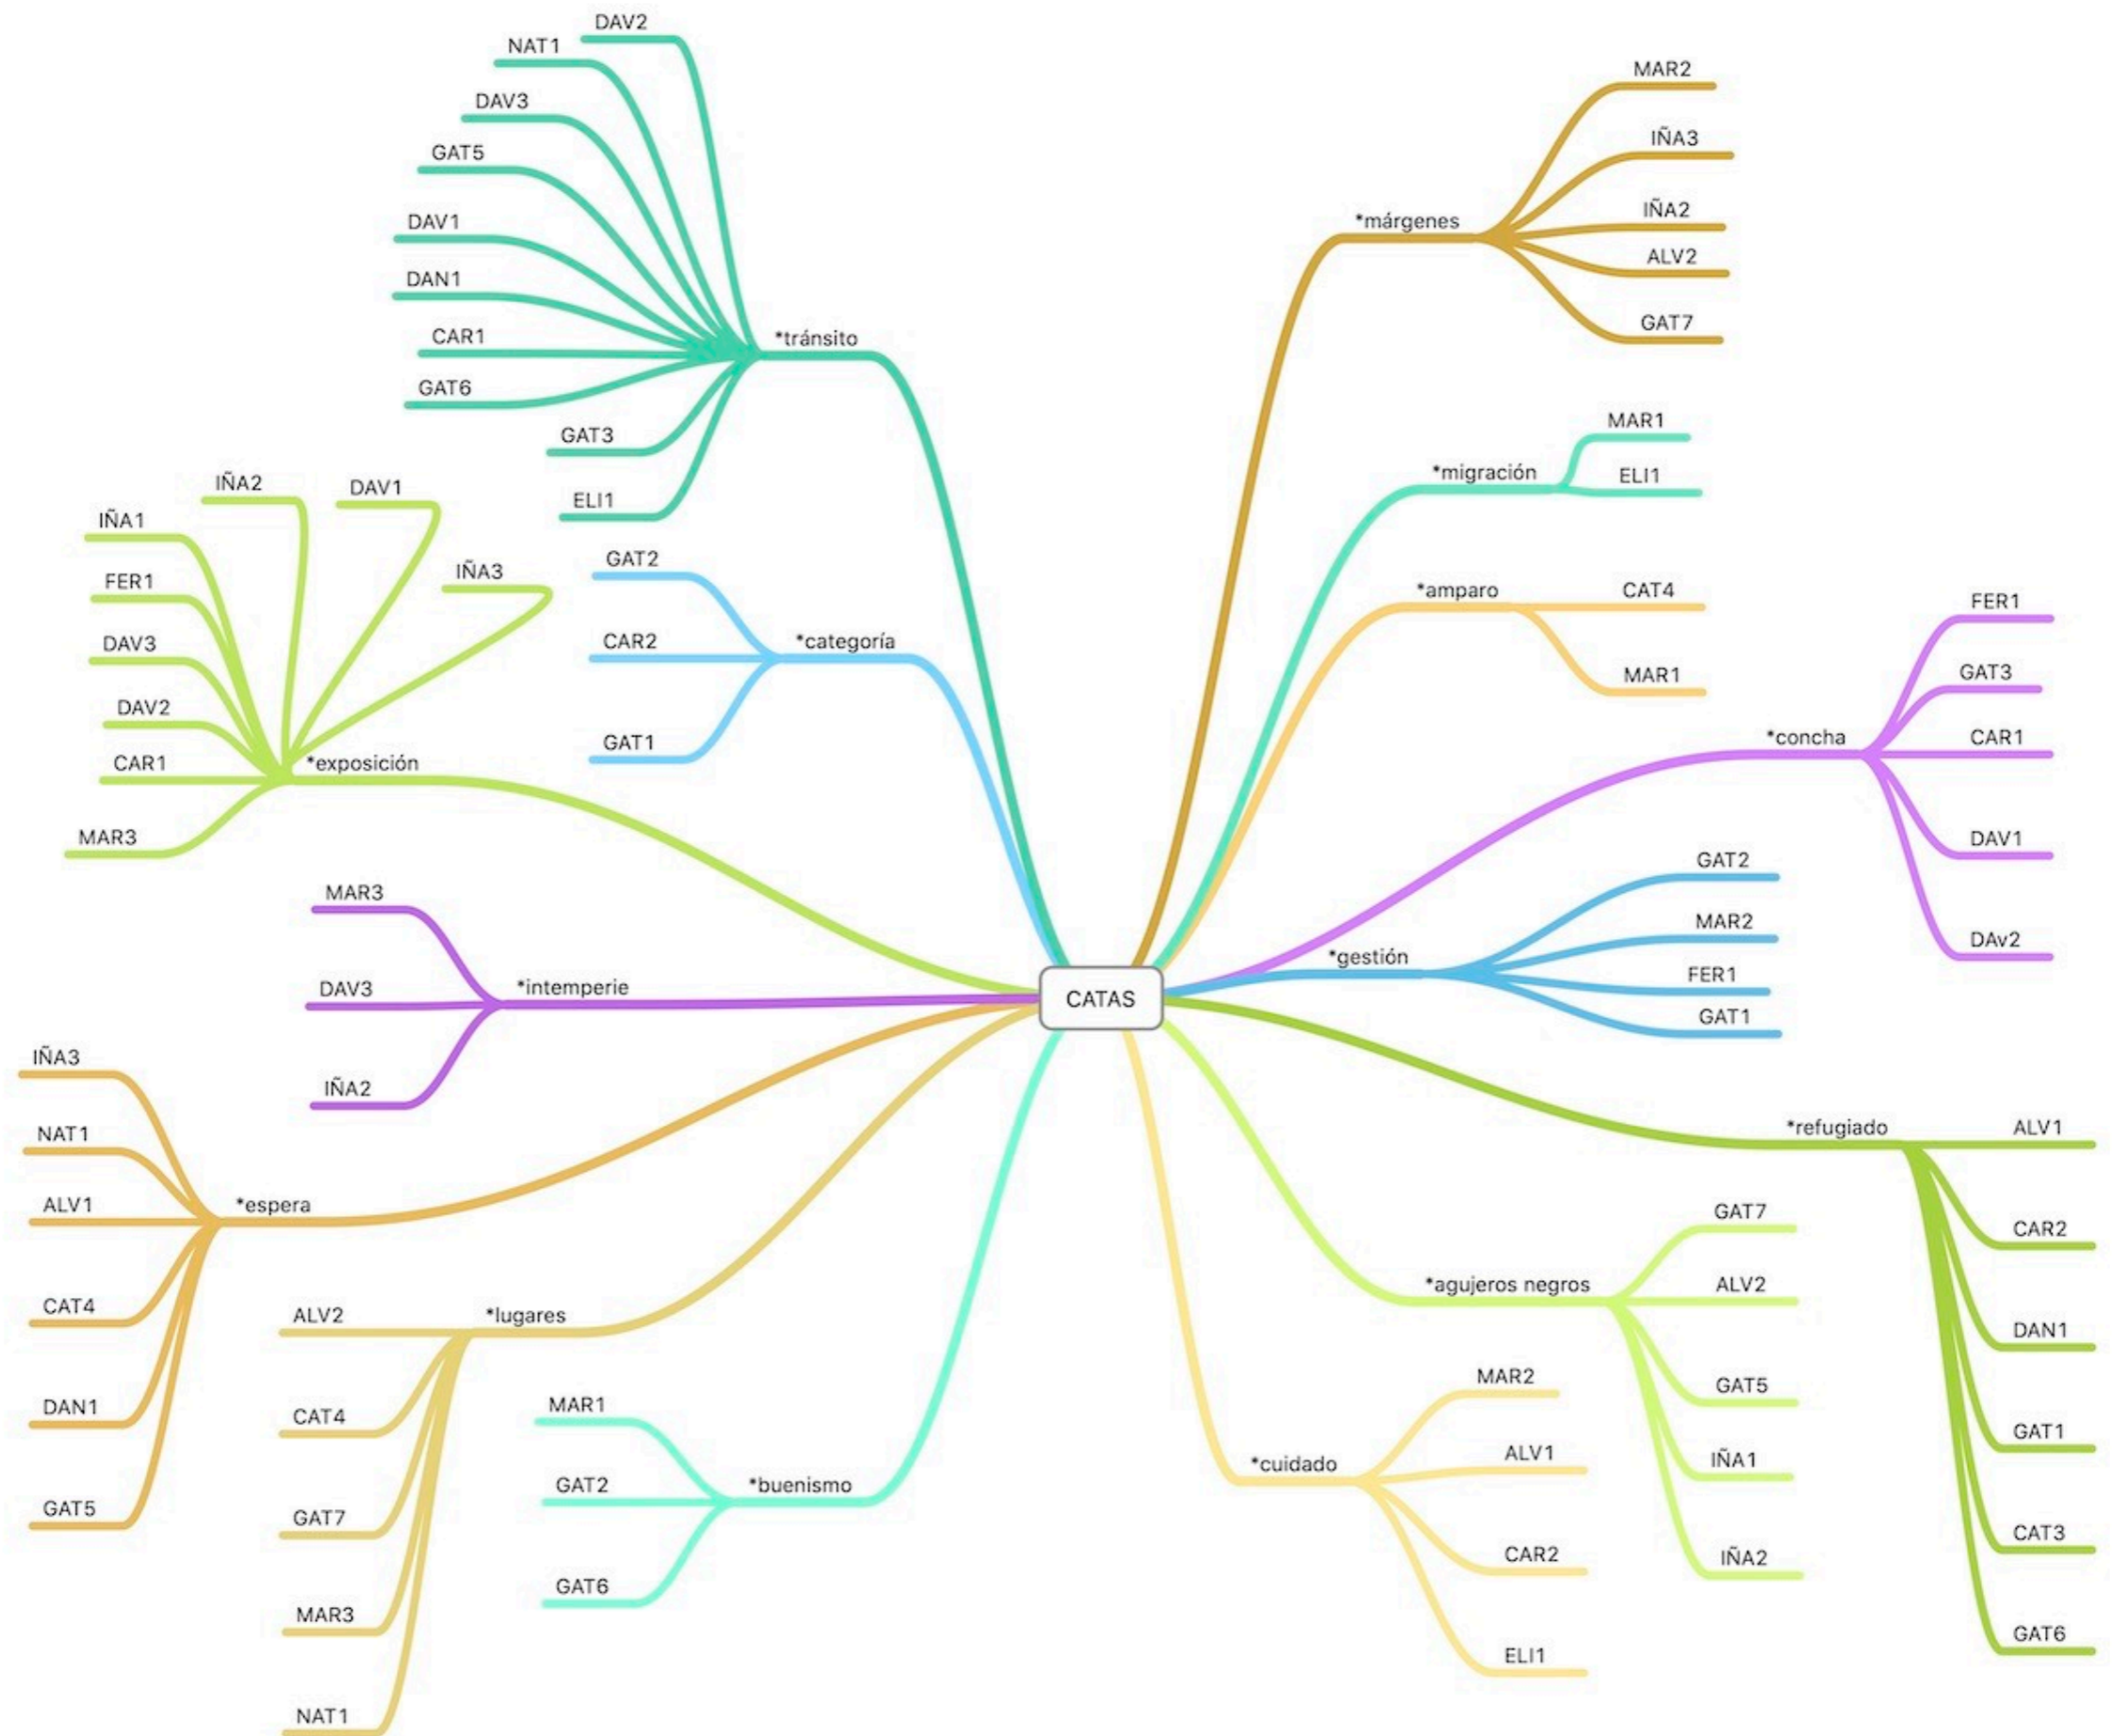 CATAS
*tránsito
DAV2
NAT1
DAV3
GAT5
DAV1
DAN1
CAR1
GAT6
GAT3
ELI1
*categoría
GAT2
CAR2
GAT1
*exposición
IÑA3
DAV1
IÑA2
IÑA1
FER1
DAV3
DAV2
CAR1
MAR3
*intemperie
MAR3
DAV3
IÑA2
*espera
IÑA3
NAT1
ALV1
CAT4
DAN1
GAT5
*lugares
ALV2
CAT4
GAT7
MAR3
NAT1
*buenismo
MAR1
GAT2
GAT6
*márgenes
MAR2
IÑA3
IÑA2
ALV2
GAT7
*migración
MAR1
ELI1
*amparo
CAT4
MAR1
*concha
FER1
GAT3
CAR1
DAV1
DAv2
*gestión
GAT2
MAR2
FER1
GAT1
*refugiado
ALV1
CAR2
DAN1
GAT1
CAT3
GAT6
*agujeros negros
GAT7
ALV2
GAT5
IÑA1
IÑA2
*cuidado
MAR2
ALV1
CAR2
ELI1